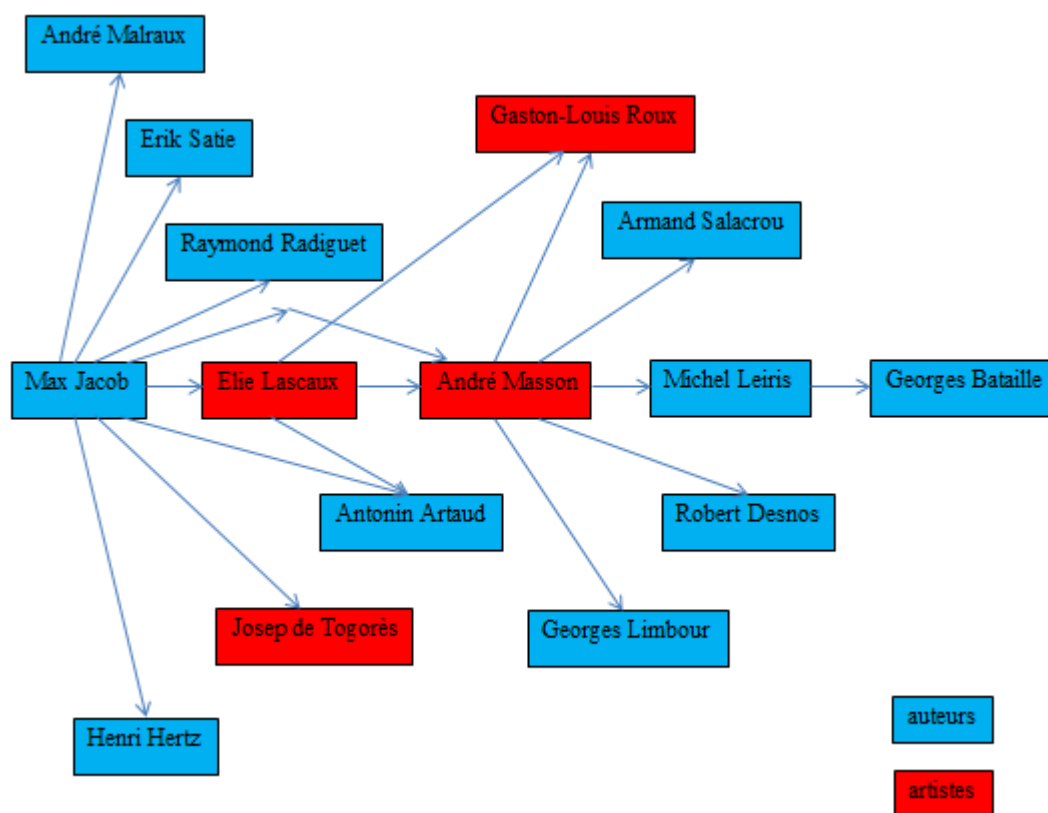 André Malraux
Gaston-Louis Roux
Erik Satie
Armand Salacrou
Raymond Radiguet
Max Jacob
Elie Lascaux
André Masson
Michel Leiris
Georges Bataille
Antonin Artaud
Robert Desnos
Josep de Togorès
Georges Limbour
Henri Hertz
auteurs
artistes